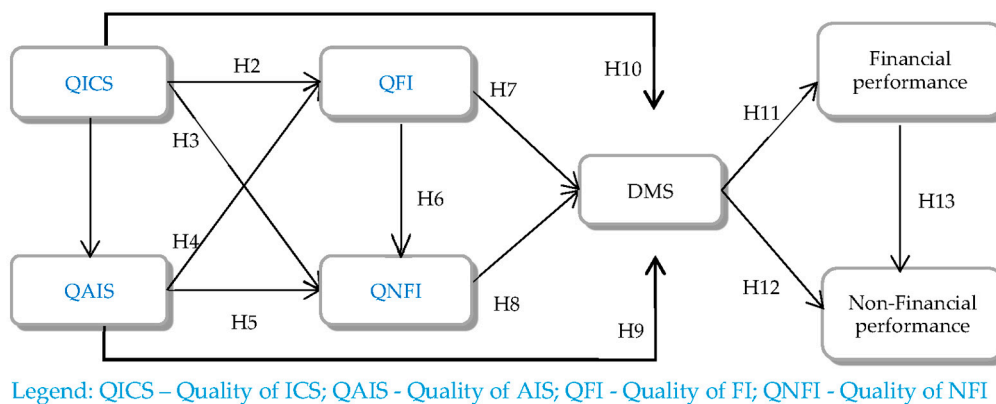 QICS
H2
QFI
H10
Financial
performance
H7
H11
H3
DMS
H6
H13
H4
QAIS
H5
QNFI
H8
H9
H12
Non-Financial
performance
Legend: QICS – Quality of ICS; QAIS - Quality of AIS; QFI - Quality of FI; QNFI - Quality of NFI